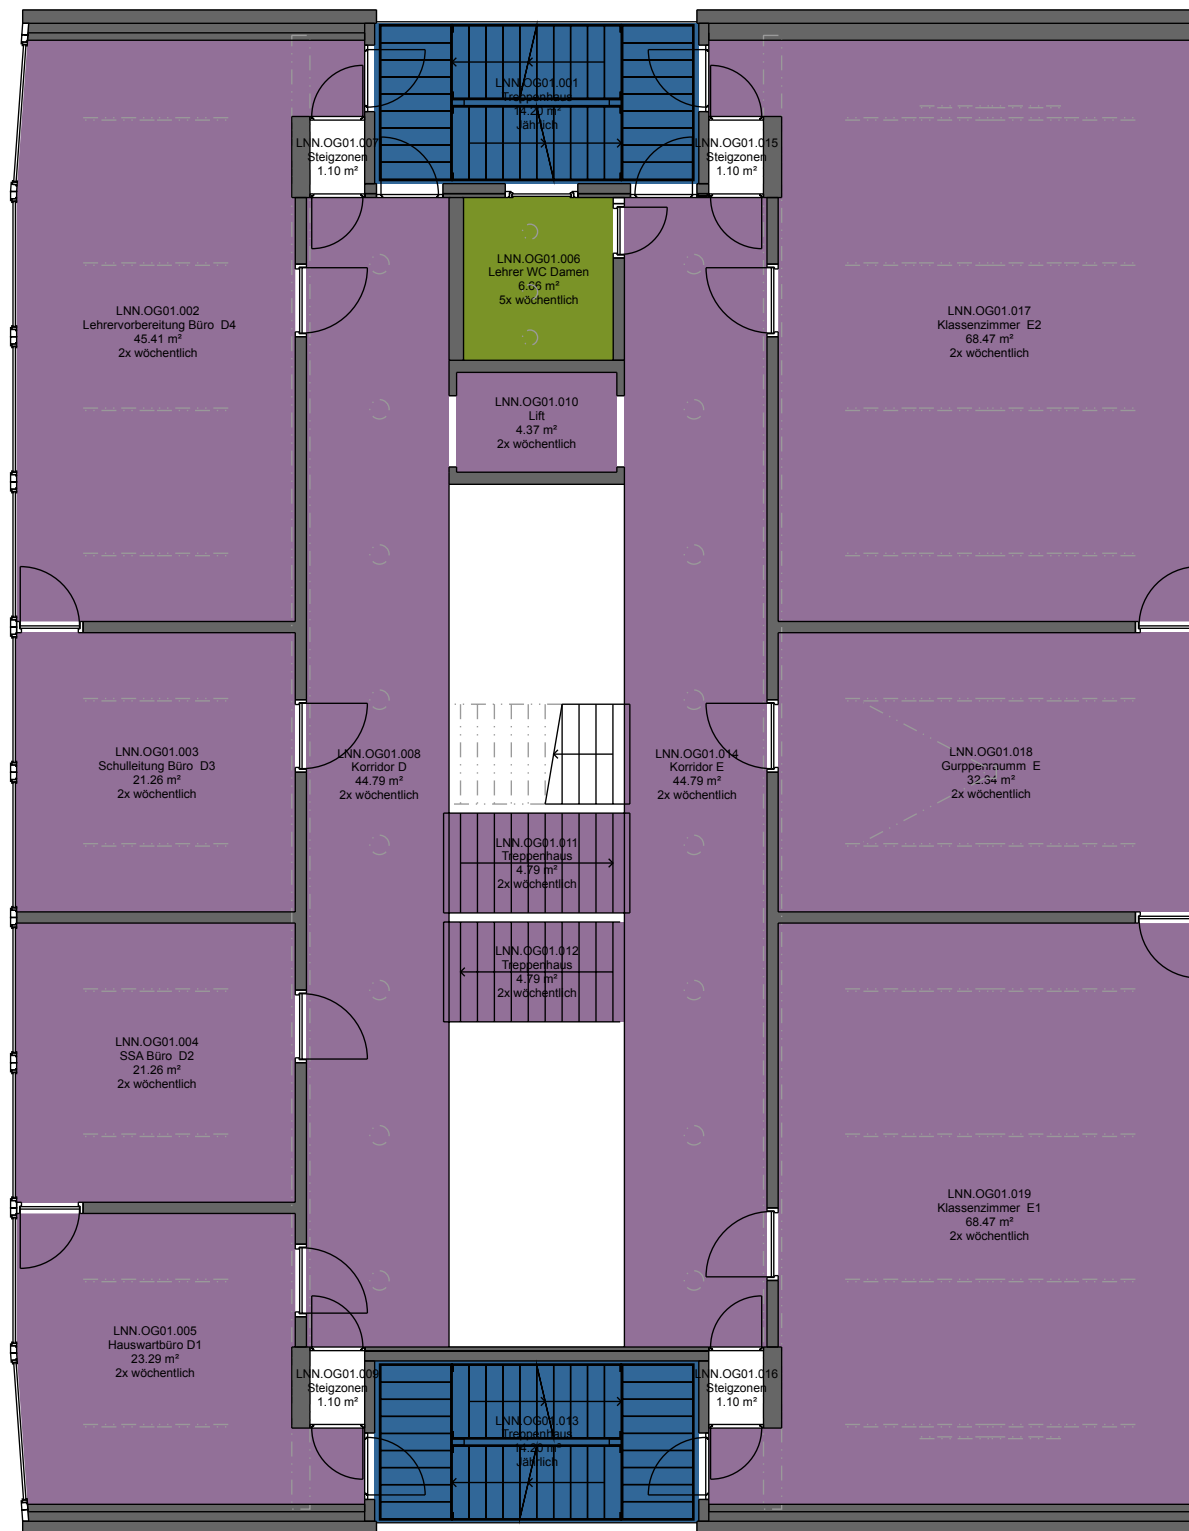 LNN.OG01.001
Treppenhaus
14.20 m²
Jährlich
LNN.OG01.007
Steigzonen
1.10 m²
LNN.OG01.015
Steigzonen
1.10 m²
LNN.OG01.006
Lehrer WC Damen
6.66 m²
5x wöchentlich
LNN.OG01.002
Lehrervorbereitung Büro D4
45.41 m²
2x wöchentlich
LNN.OG01.017
Klassenzimmer E2
68.47 m²
2x wöchentlich
LNN.OG01.010
Lift
4.37 m²
2x wöchentlich
LNN.OG01.003
Schulleitung Büro D3
21.26 m²
2x wöchentlich
LNN.OG01.008
Korridor D
44.79 m²
2x wöchentlich
LNN.OG01.014
Korridor E
44.79 m²
2x wöchentlich
LNN.OG01.018
Gurppenraumm E
32.34 m²
2x wöchentlich
LNN.OG01.011
Treppenhaus
4.79 m²
2x wöchentlich
LNN.OG01.012
Treppenhaus
4.79 m²
2x wöchentlich
LNN.OG01.004
SSA Büro D2
21.26 m²
2x wöchentlich
LNN.OG01.019
Klassenzimmer E1
68.47 m²
2x wöchentlich
LNN.OG01.005
Hauswartbüro D1
23.29 m²
2x wöchentlich
LNN.OG01.009
Steigzonen
1.10 m²
LNN.OG01.016
Steigzonen
1.10 m²
LNN.OG01.013
Treppenhaus
14.20 m²
Jährlich